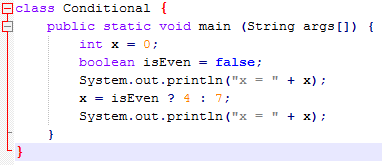 class Conditional {
    public static void main (String args[]) {
        int x = 0;
        boolean isEven = false;
        System.out.println("x = " + x);
        x = isEven ? 4 : 7;
        System.out.println("x = " + x);
    }
}